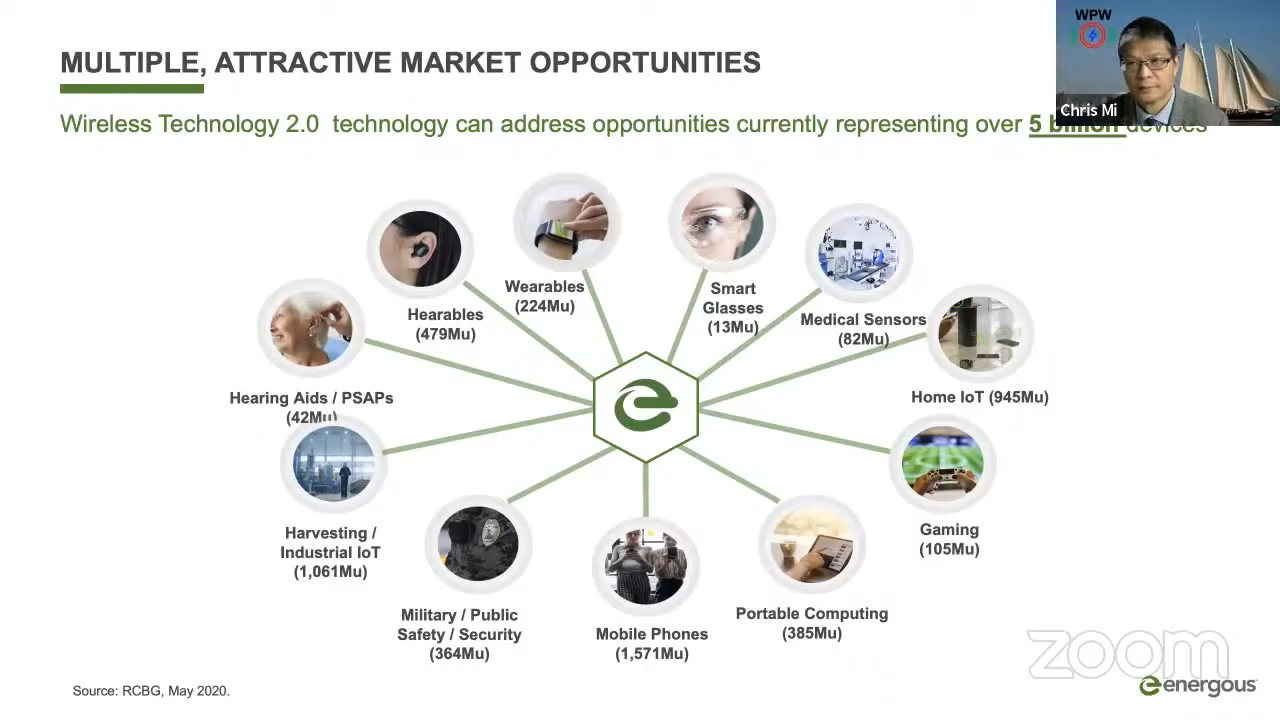 WPW
MULTIPLE, ATTRACTIVE MARKET OPPORTUNITIES
Chris Mi
Wireless Technology 2.0 technology can address opportunities currently representing over 5 billion devices
Wearables
(224Mu)
Smart
Glasses
(13Mu)
Hearables
(479Mu)
Medical Sensors
(82Mu)
Hearing Aids / PSAPs
(42Mu)
Home IoT (945Mu)
Harvesting /
Industrial IoT
(1,061Mu)
Gaming
(105Mu)
Military / Public
Safety / Security
(364Mu)
Mobile Phones
(1,571Mu)
Portable Computing
(385Mu)
zoom
energous
Source: RCBG, May 2020.